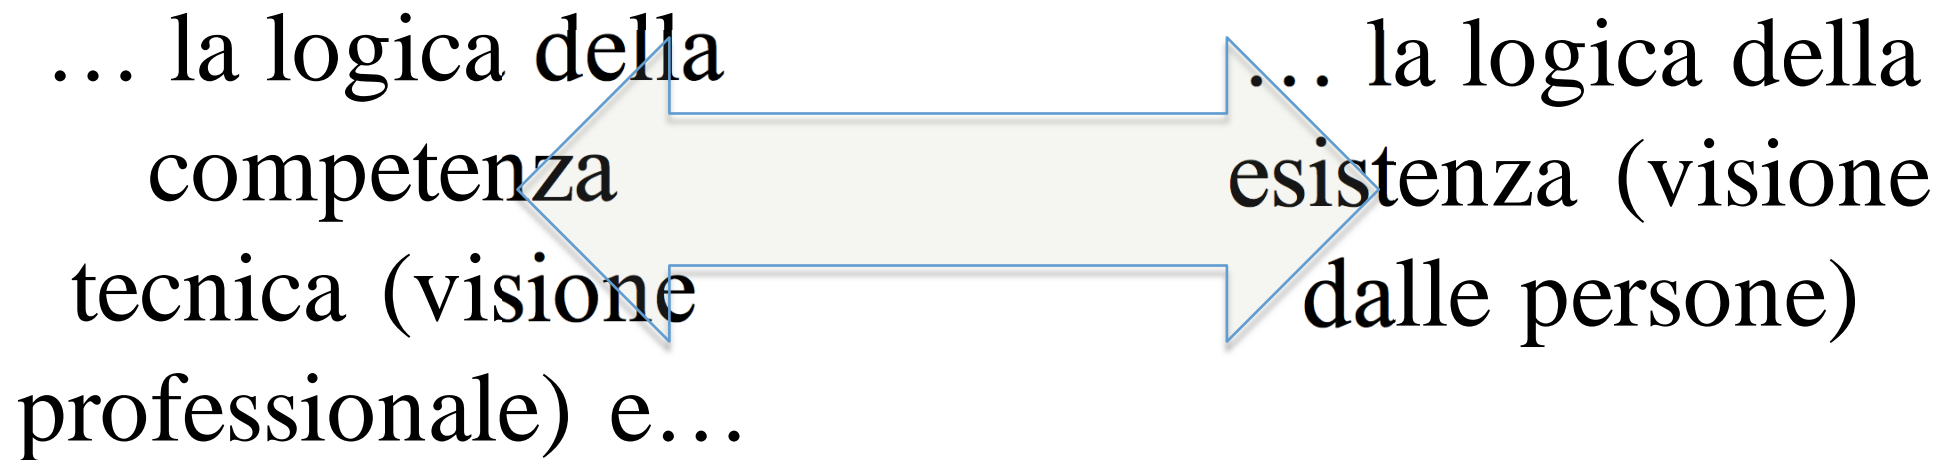 … la logica della
competenza
tecnica (visione
professionale) e…
… la logica della
esistenza (visione
dalle persone)